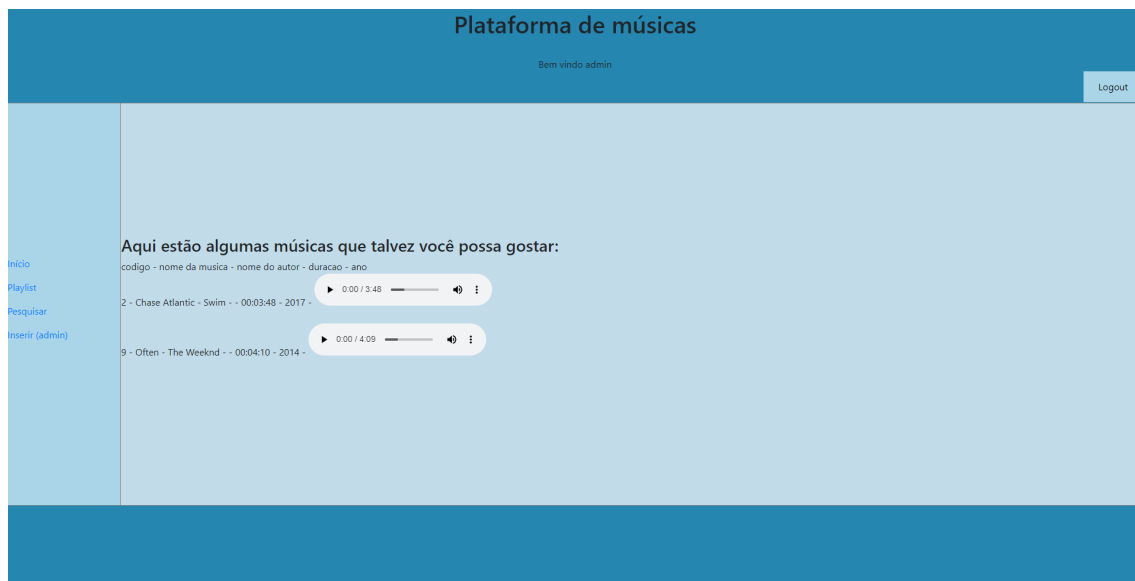 Plataforma de músicas
Bem vindo admin
Logout
Início
Playlist
Pesquisar
Inserir (admin)
Aqui estão algumas músicas que talvez você possa gostar:
codigo - nome da musica - nome do autor - duracao - ano
2 - Chase Atlantic - Swim - - 00:03:48 - 2017 - 0:00 / 3:48
9 - Often - The Weeknd - - 00:04:10 - 2014 - 0:00 / 4:09